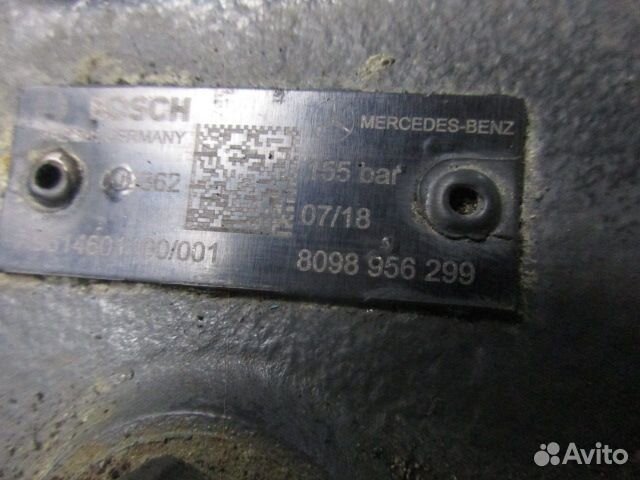 BOSCH
GERMANY
MERCEDES-BENZ
155 bar
07/18
8098 956 299
Avito